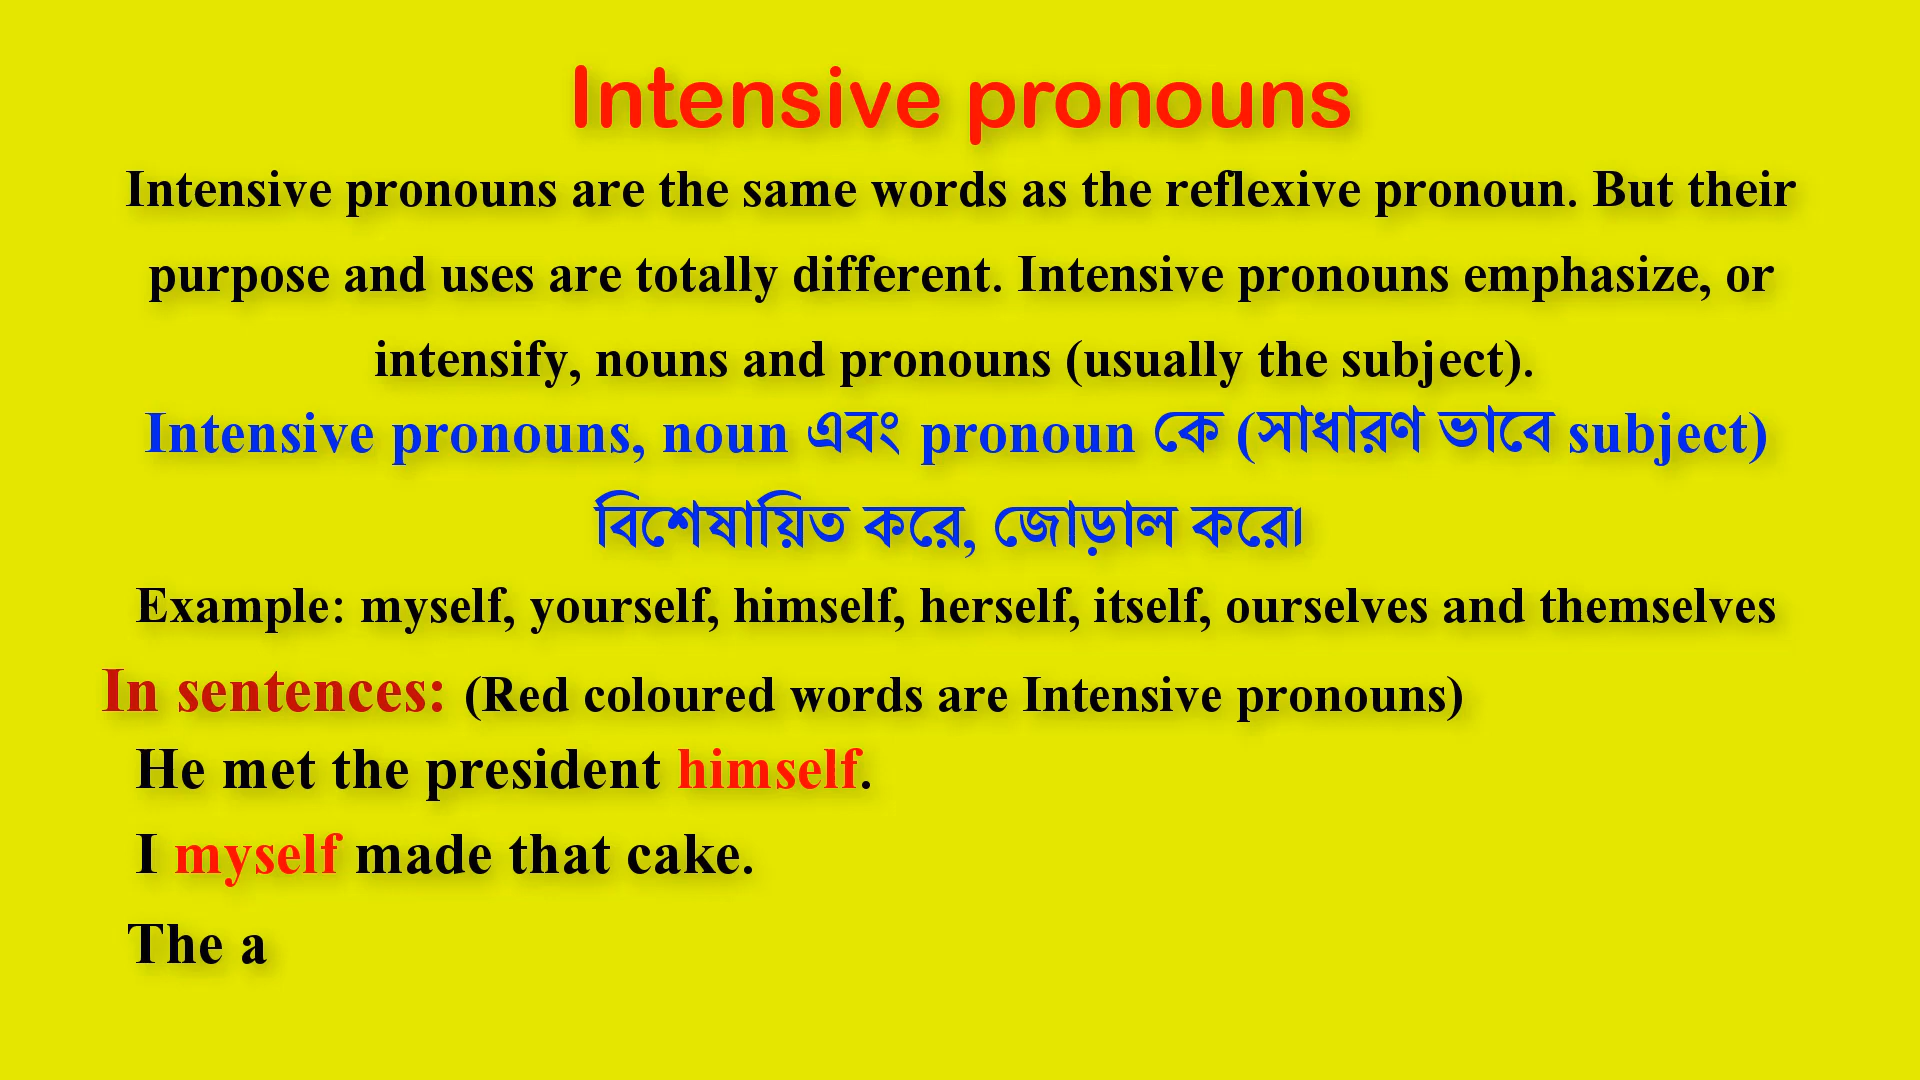 Intensive pronouns
Intensive pronouns are the same words as the reflexive pronoun. But their
purpose and uses are totally different. Intensive pronouns emphasize, or
intensify, nouns and pronouns (usually the subject).
Intensive pronouns, noun এবং pronoun কে (সাধারণ ভাবে subject)
বিশেষায়িত করে, জোড়াল করে।
Example: myself, yourself, himself, herself, itself, ourselves and themselves
In sentences: (Red coloured words are Intensive pronouns)
He met the president himself.
I myself made that cake.
The a